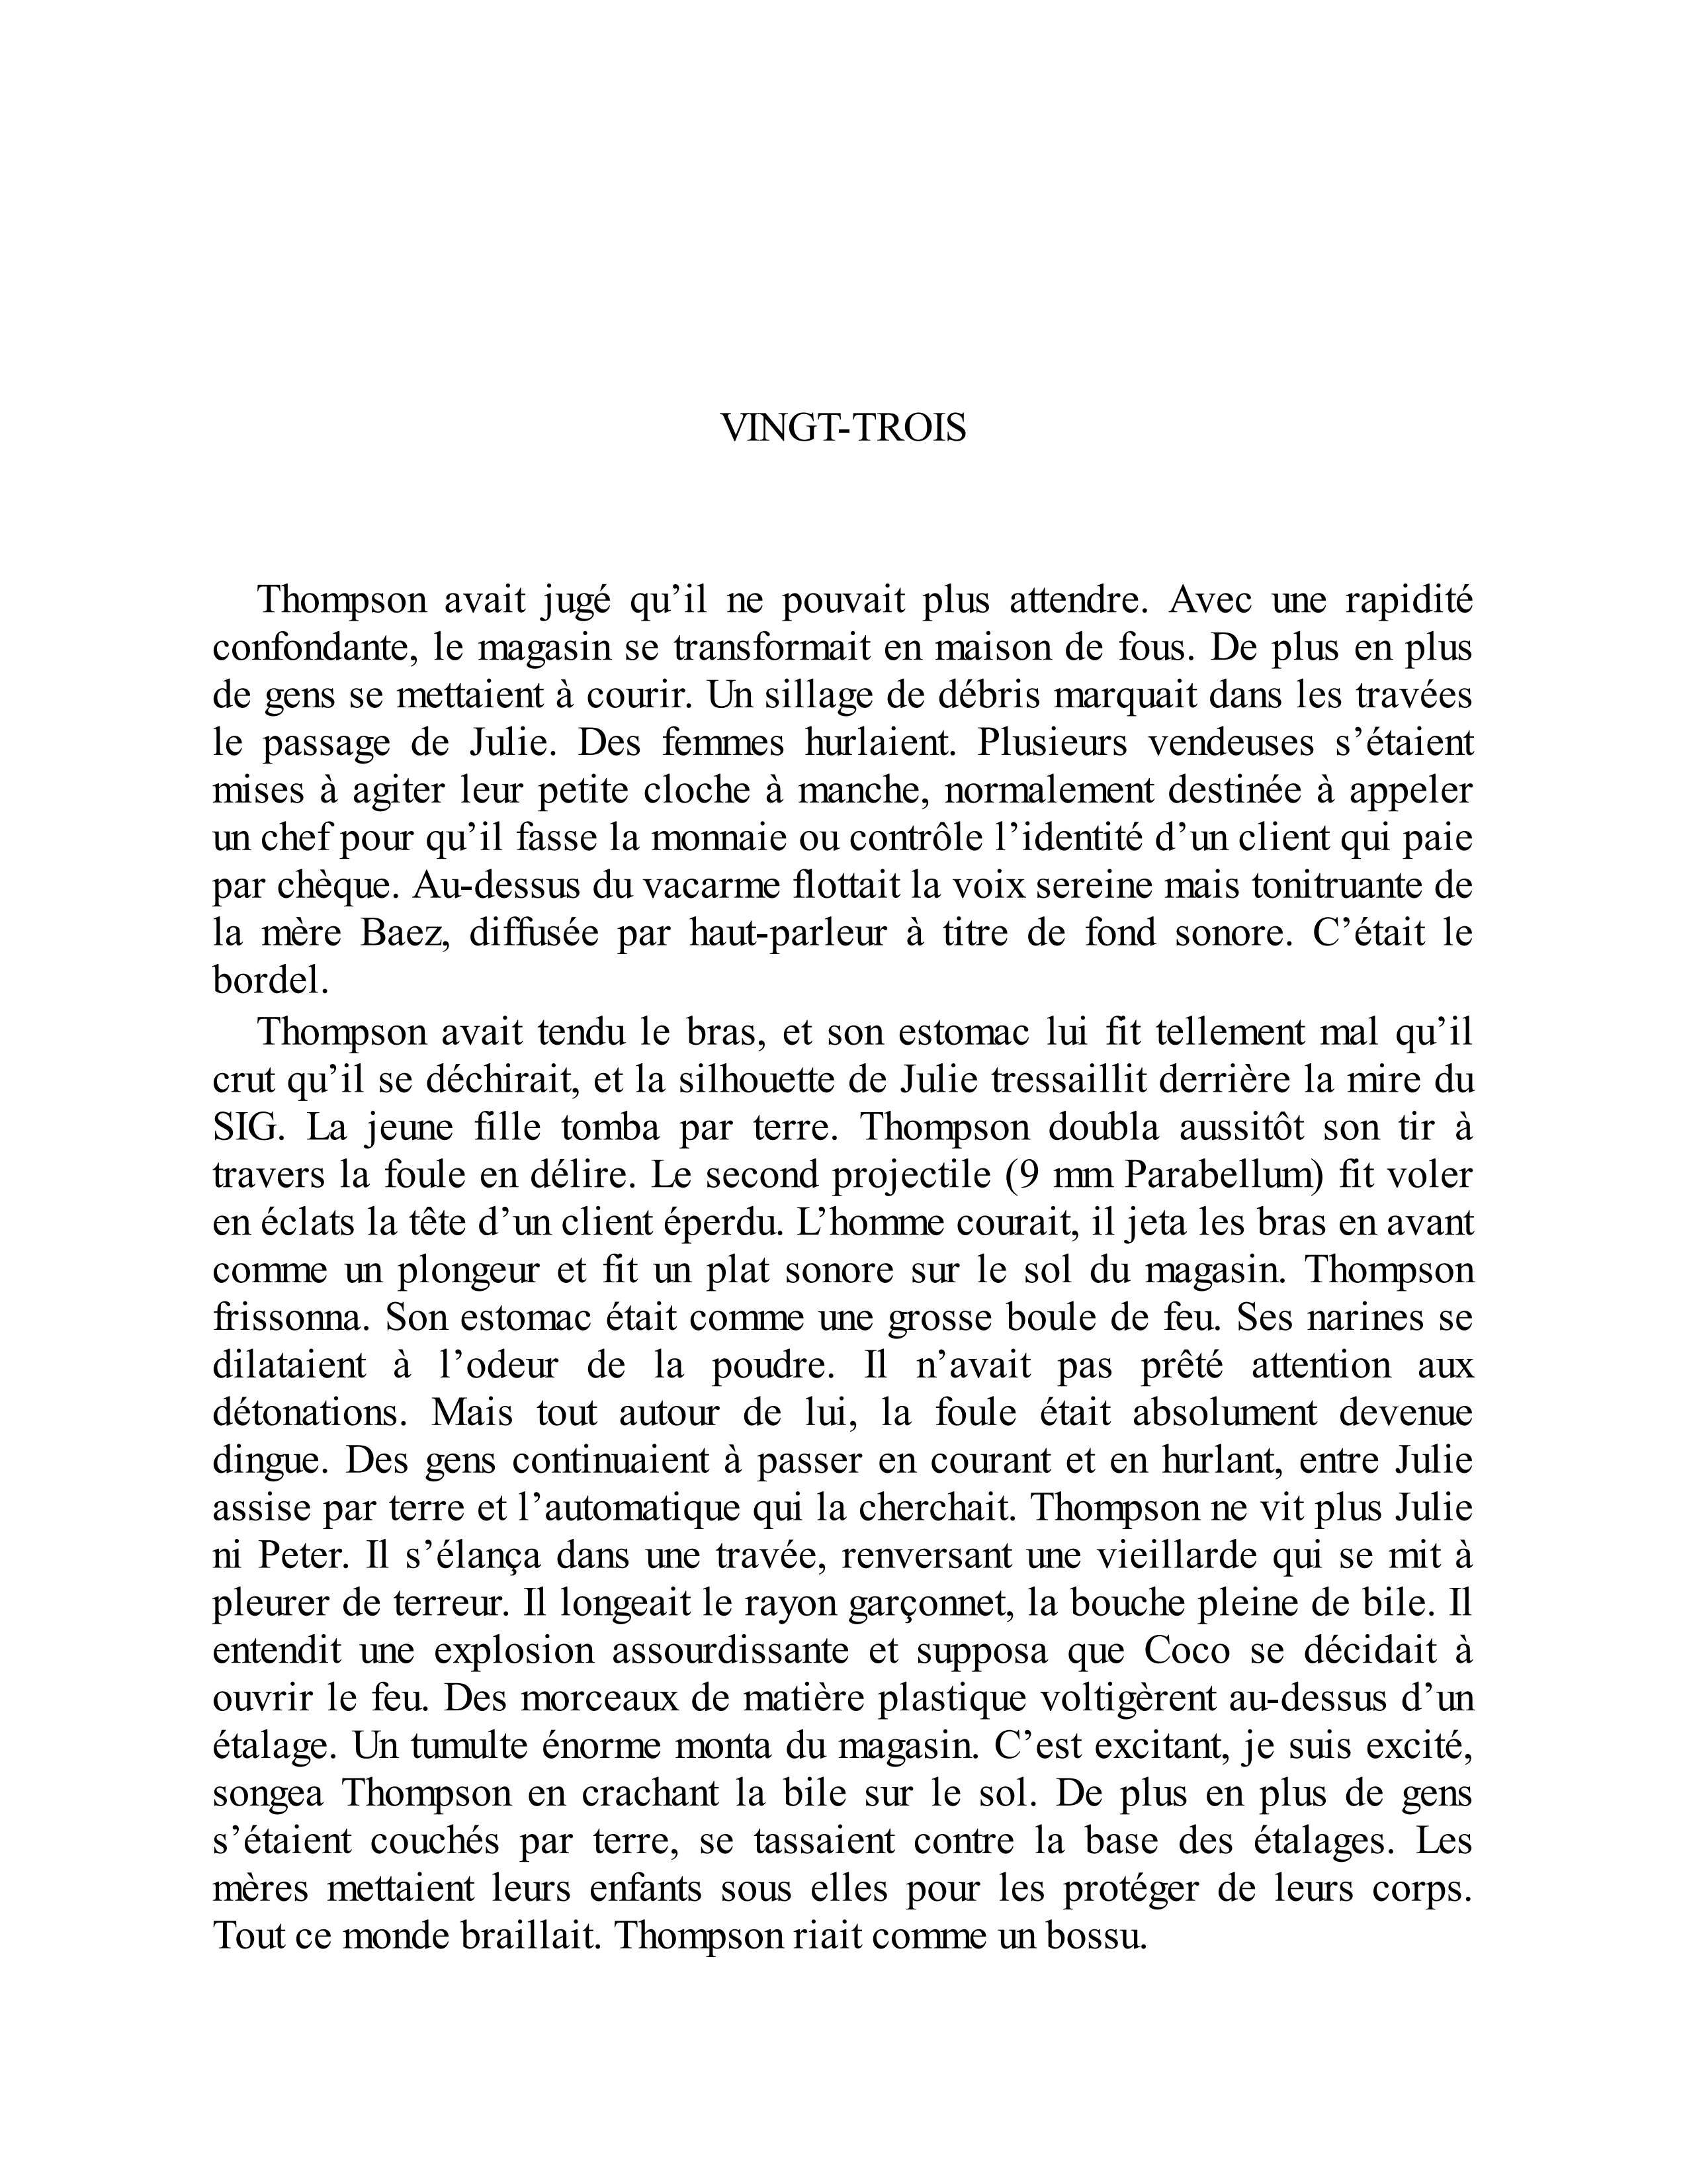 VINGT-TROIS
Thompson avait jugé qu’il ne pouvait plus attendre. Avec une rapidité
confondante, le magasin se transformait en maison de fous. De plus en plus
de gens se mettaient à courir. Un sillage de débris marquait dans les travées
le passage de Julie. Des femmes hurlaient. Plusieurs vendeuses s’étaient
mises à agiter leur petite cloche à manche, normalement destinée à appeler
un chef pour qu’il fasse la monnaie ou contrôle l’identité d’un client qui paie
par chèque. Au-dessus du vacarme flottait la voix sereine mais tonitruante de
la mère Baez, diffusée par haut-parleur à titre de fond sonore. C’était le
bordel.
Thompson avait tendu le bras, et son estomac lui fit tellement mal qu’il
crut qu’il se déchirait, et la silhouette de Julie tressaillit derrière la mire du
SIG. La jeune fille tomba par terre. Thompson doubla aussitôt son tir à
travers la foule en délire. Le second projectile (9 mm Parabellum) fit voler
en éclats la tête d’un client éperdu. L’homme courait, il jeta les bras en avant
comme un plongeur et fit un plat sonore sur le sol du magasin. Thompson
frissonna. Son estomac était comme une grosse boule de feu. Ses narines se
dilataient à l’odeur de la poudre. Il n’avait pas prêté attention aux
détonations. Mais tout autour de lui, la foule était absolument devenue
dingue. Des gens continuaient à passer en courant et en hurlant, entre Julie
assise par terre et l’automatique qui la cherchait. Thompson ne vit plus Julie
ni Peter. Il s’élança dans une travée, renversant une vieillarde qui se mit à
pleurer de terreur. Il longeait le rayon garçonnet, la bouche pleine de bile. Il
entendit une explosion assourdissante et supposa que Coco se décidait à
ouvrir le feu. Des morceaux de matière plastique voltigèrent au-dessus d’un
étalage. Un tumulte énorme monta du magasin. C’est excitant, je suis excité,
songea Thompson en crachant la bile sur le sol. De plus en plus de gens
s’étaient couchés par terre, se tassaient contre la base des étalages. Les
mères mettaient leurs enfants sous elles pour les protéger de leurs corps.
Tout ce monde braillait. Thompson riait comme un bossu.